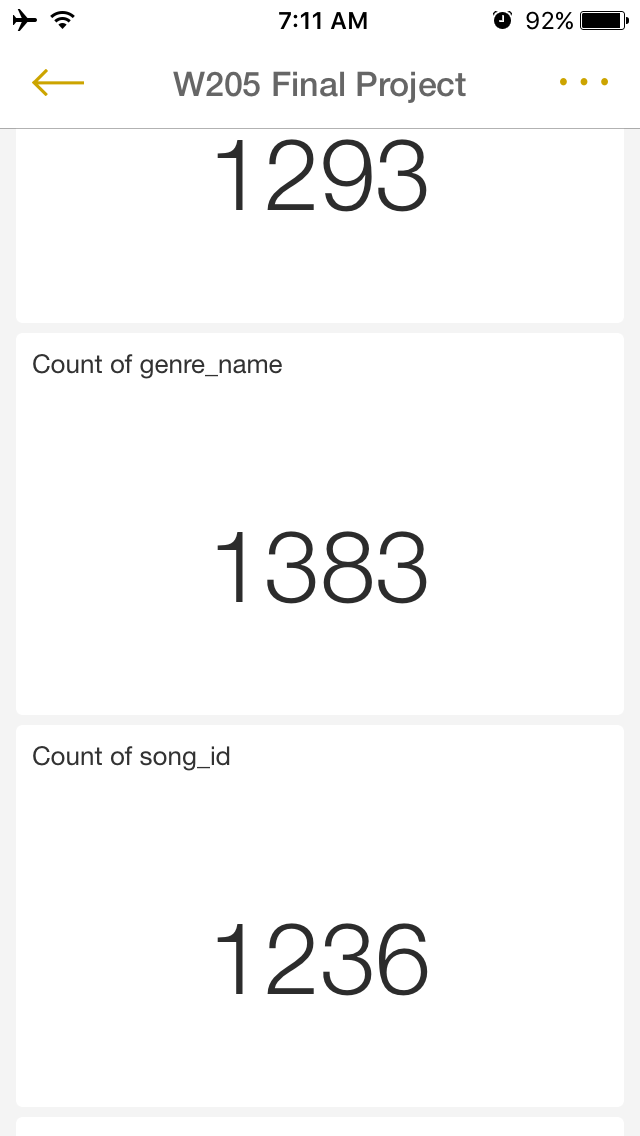 7:11 AM 92%
W205 Final Project
1293
Count of genre_name
1383
Count of song_id
1236